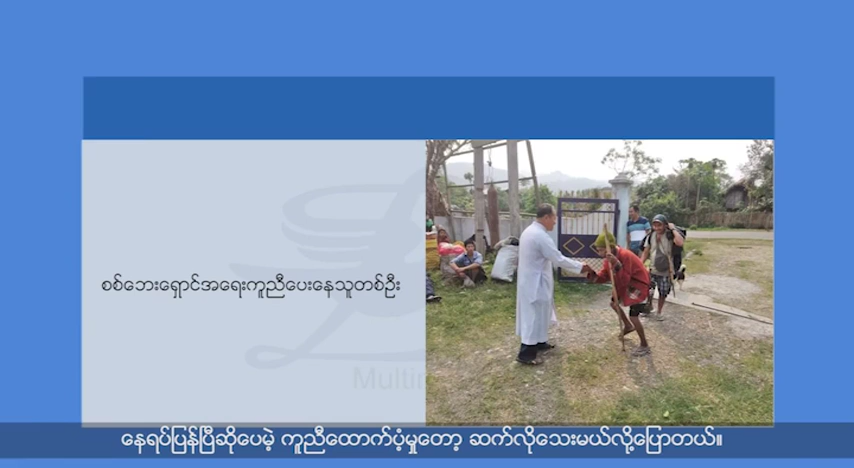 စစ်ဘေးရှောင်အရေးကူညီပေးနေသူတစ်ဦး
နေရပ်ပြန်ပြီဆိုပေမဲ့ ကူညီထောက်ပံ့မှုတော့ ဆက်လိုသေးမယ်လို့ပြောတယ်။